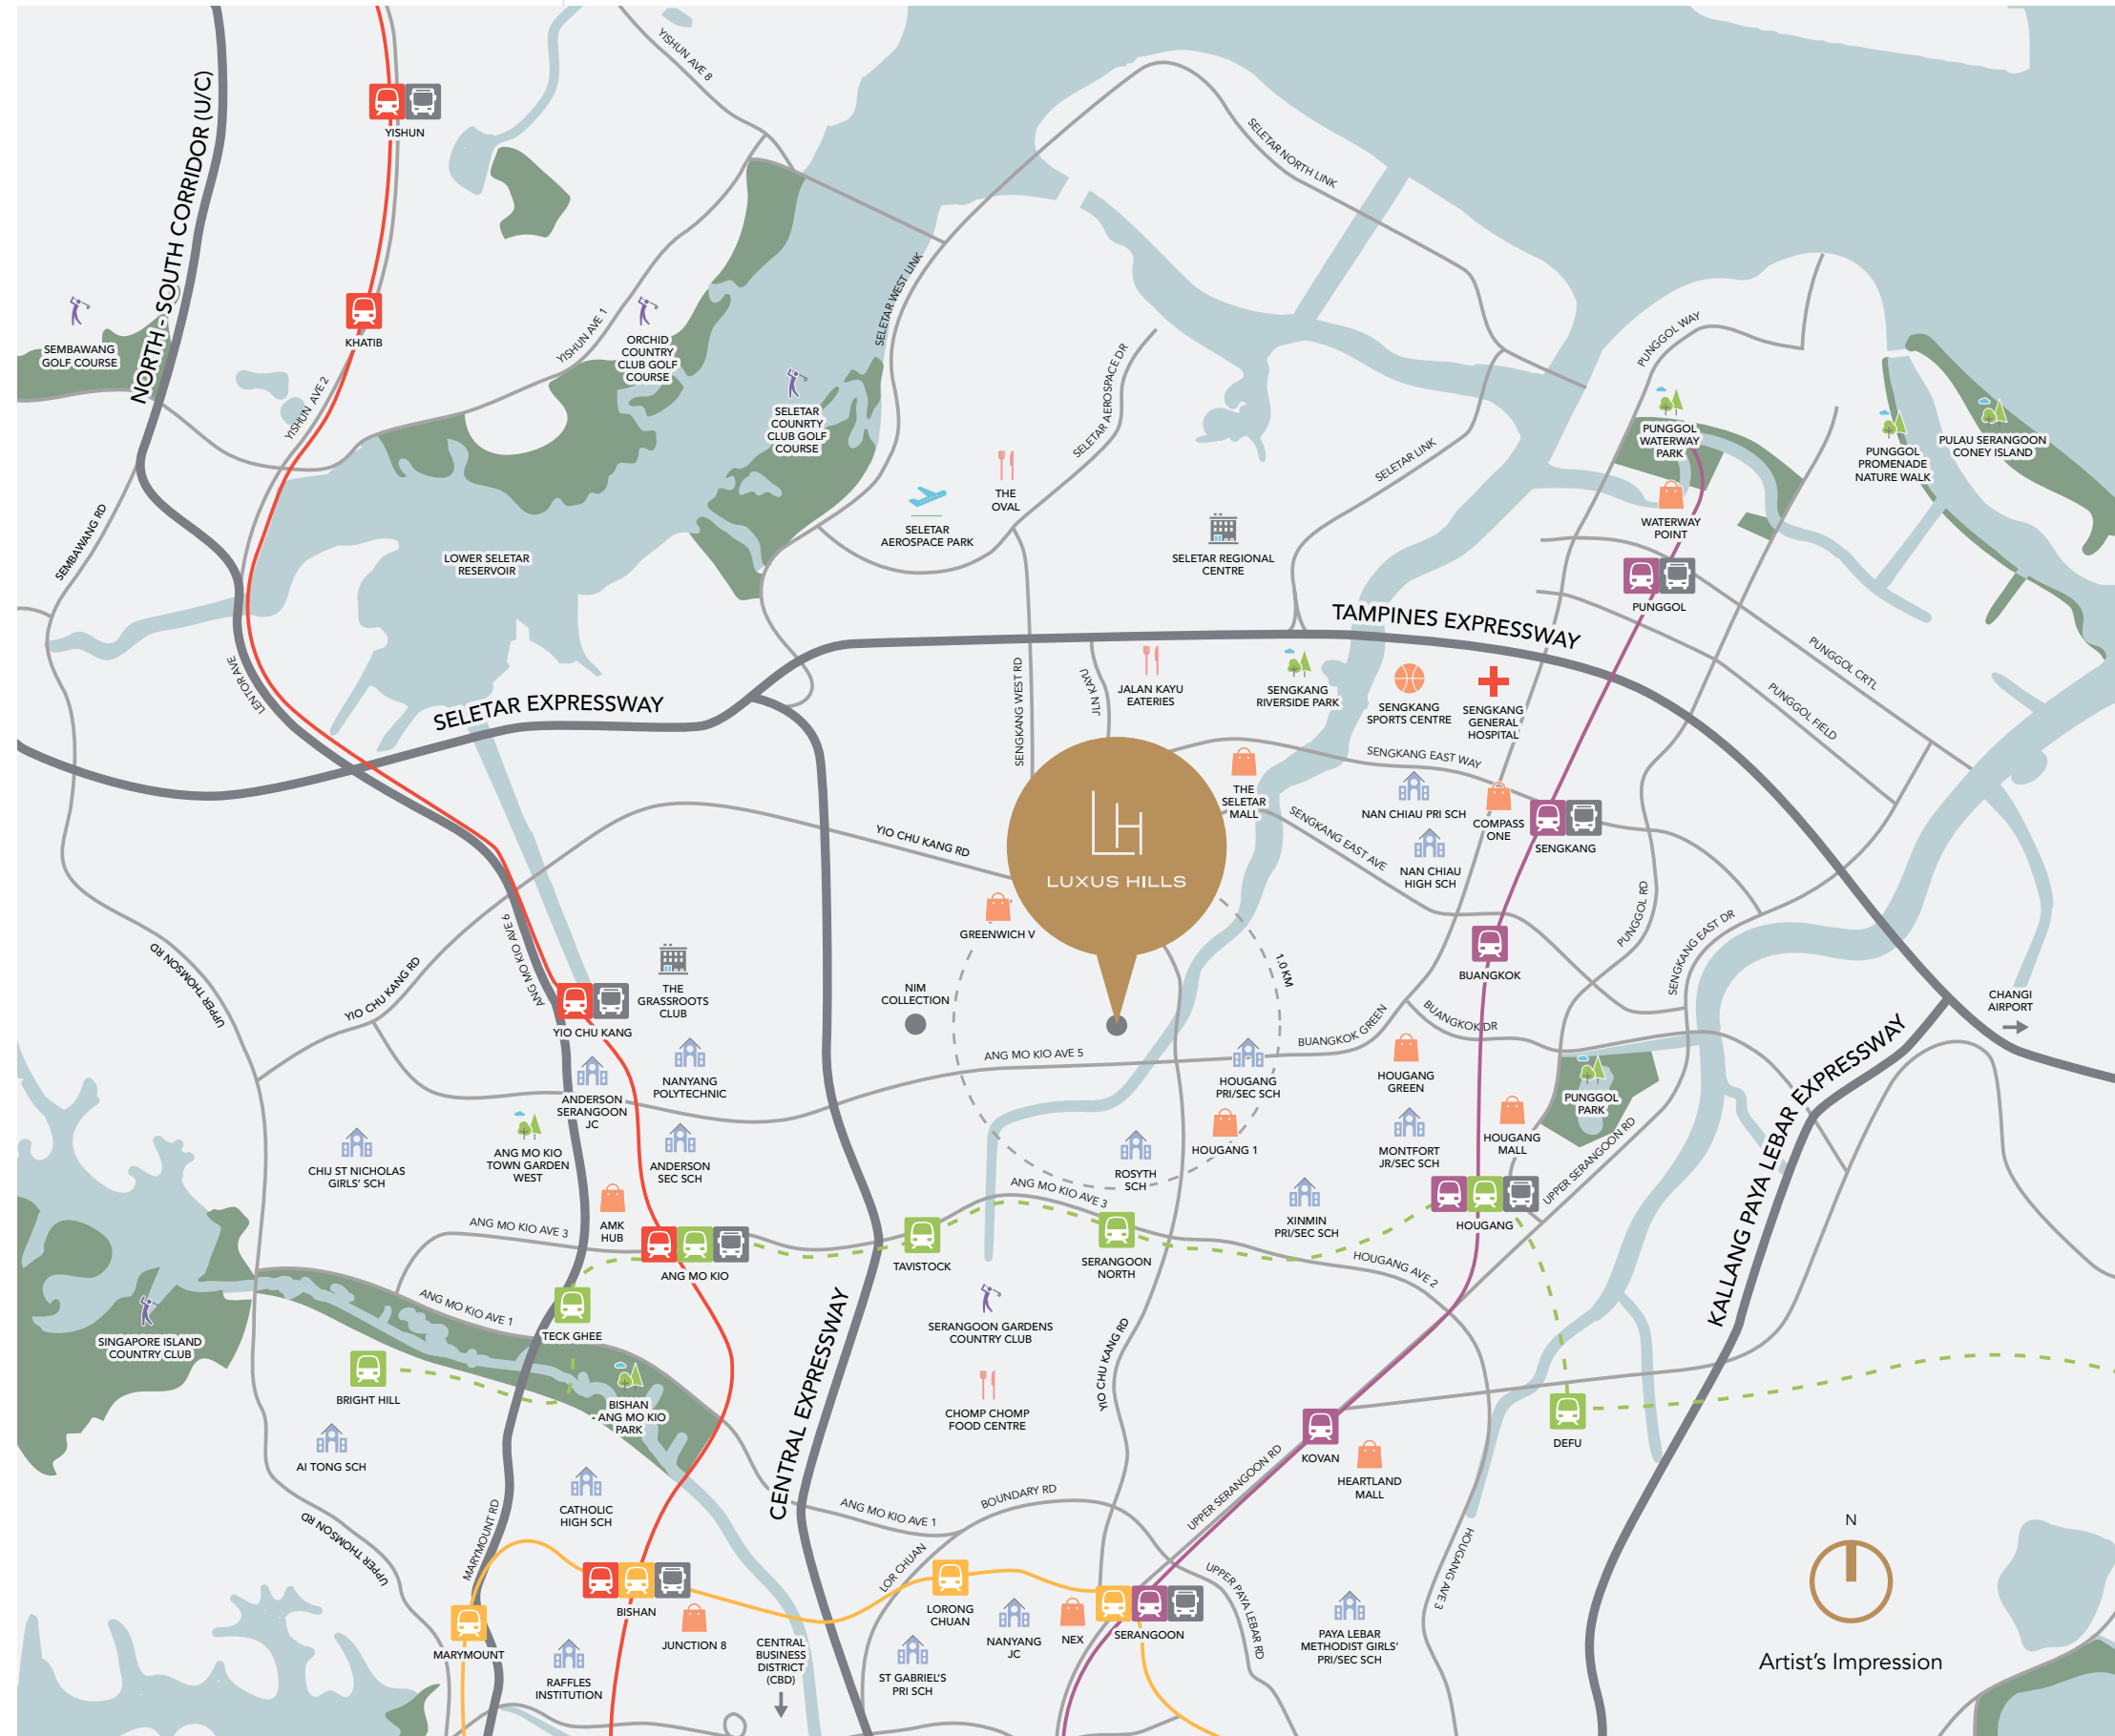 YISHUN AVE 8
NORTH - SOUTH CORRIDOR (U/C)
YISHUN
SELETAR NORTH LINK
KHATIB
SEMBAWANG
GOLF COURSE
YISHUN AVE 1
ORCHID
COUNTRY
CLUB GOLF
COURSE
SELETAR WEST LINK
PUNGGOL WAY
YISHUN AVE 2
SELETAR
COUNRTY
CLUB GOLF
COURSE
SELETAR AEROSPACE DR
SELETAR LINK
PUNGGOL
WATERWAY
PARK
PUNGGOL
PROMENADE
NATURE WALK
PULAU SERANGOON
CONEY ISLAND
THE
OVAL
SELETAR
AEROSPACE PARK
WATERWAY
POINT
SEMBAWANG RD
LOWER SELETAR
RESERVOIR
SELETAR REGIONAL
CENTRE
PUNGGOL
TAMPINES EXPRESSWAY
LENTOR AVE
SELETAR EXPRESSWAY
SENGKANG WEST RD
JLN KAYU
JALAN KAYU
EATERIES
SENGKANG
RIVERSIDE PARK
SENGKANG
SPORTS CENTRE
SENGKANG
GENERAL
HOSPITAL
PUNGGOL CRTL
PUNGGOL FIELD
SENGKANG EAST WAY
THE
SELETAR
MALL
NAN CHIAU PRI SCH
COMPASS
ONE
SENGKANG
YIO CHU KANG RD
SENGKANG EAST AVE
NAN CHIAU
HIGH SCH
LUXUS HILLS
GREENWICH V
PUNGGOL RD
SENGKANG EAST DR
ANG MO KIO AVE 6
UPPER THOMSON RD
YIO CHU KANG RD
BUANGKOK
1.0 KM
THE
GRASSROOTS
CLUB
NIM
COLLECTION
YIO CHU KANG
CHANGI
AIRPORT
BUANGKOK DR
BUANGKOK GREEN
ANG MO KIO AVE 5
HOUGANG
GREEN
HOUGANG
PRI/SEC SCH
NANYANG
POLYTECHNIC
ANDERSON
SERANGOON
JC
PUNGGOL
PARK
KALLANG PAYA LEBAR EXPRESSWAY
ANG MO KIO
TOWN GARDEN
WEST
CHIJ ST NICHOLAS
GIRLS' SCH
ANDERSON
SEC SCH
ROSYTH
SCH
HOUGANG 1
MONTFORT
JR/SEC SCH
HOUGANG
MALL
UPPER SERANGOON RD
ANG MO KIO AVE 3
AMK
HUB
ANG MO KIO AVE 3
XINMIN
PRI/SEC SCH
HOUGANG
ANG MO KIO
TAVISTOCK
SERANGOON
NORTH
HOUGANG AVE 2
ANG MO KIO AVE 1
TECK GHEE
SINGAPORE ISLAND
COUNTRY CLUB
SERANGOON GARDENS
COUNTRY CLUB
CENTRAL EXPRESSWAY
YIO CHU KANG RD
BRIGHT HILL
BISHAN
- ANG MO KIO
PARK
CHOMP CHOMP
FOOD CENTRE
DEFU
AI TONG SCH
KOVAN
HEARTLAND
MALL
CATHOLIC
HIGH SCH
UPPER SERANGOON RD
BOUNDARY RD
ANG MO KIO AVE 1
UPPER THOMSON RD
MARYMOUNT RD
LOR CHUAN
UPPER PAYA LEBAR RD
HOUGANG AVE 3
N
BISHAN
JUNCTION 8
LORONG
CHUAN
NANYANG
JC
NEX
SERANGOON
MARYMOUNT
RAFFLES
INSTITUTION
CENTRAL
BUSINESS
DISTRICT
(CBD)
ST GABRIEL'S
PRI SCH
PAYA LEBAR
METHODIST GIRLS'
PRI/SEC SCH
Artist's Impression